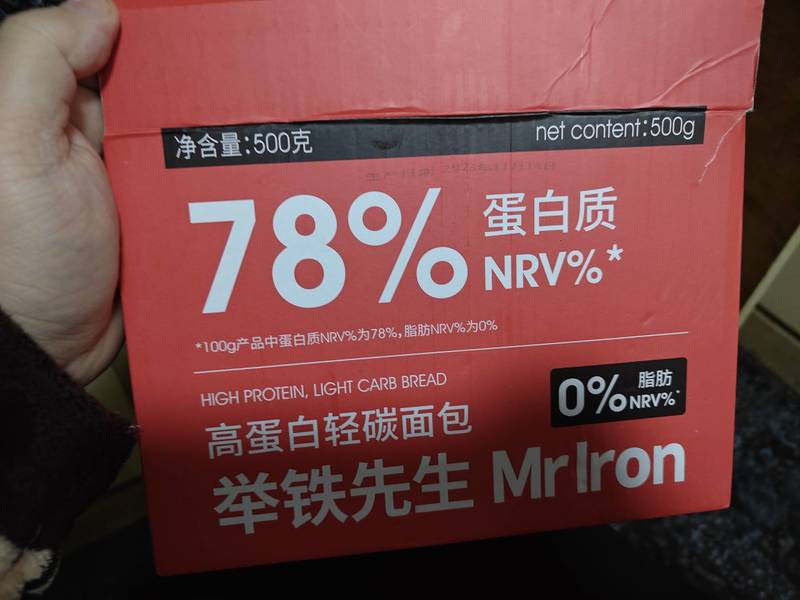 净含量:500克
net content:500g
78%
蛋白质
NRV%*
*100g产品中蛋白质NRV%为78%,脂肪NRV%为0%
HIGH PROTEIN, LIGHT CARB BREAD
高蛋白轻碳面包
0%
脂肪
NRV%*
举铁先生 MrIron